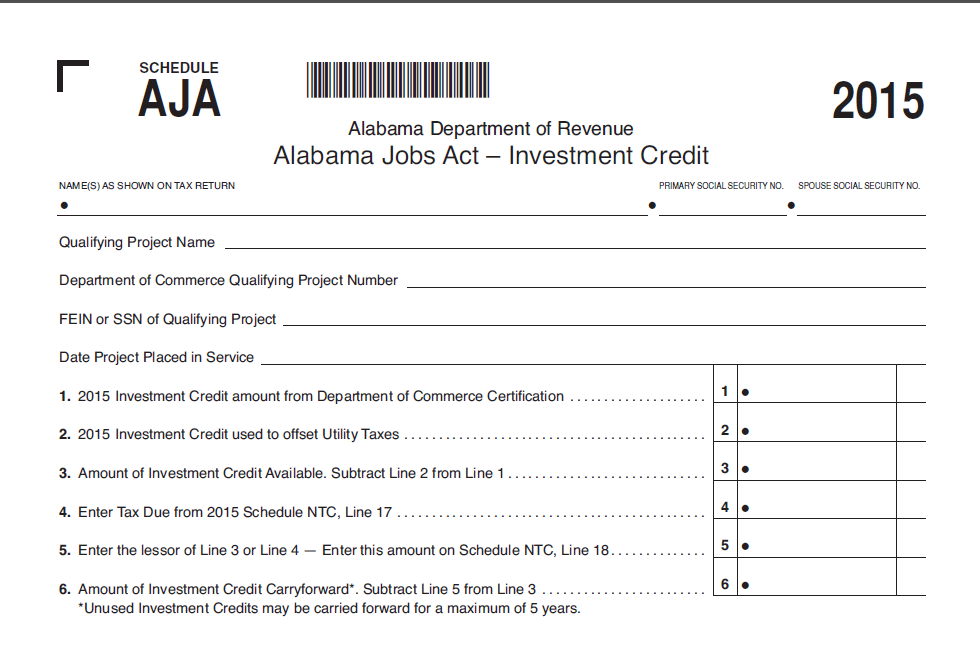 SCHEDULE
AJA
2015
Alabama Department of Revenue
Alabama Jobs Act – Investment Credit
NAME(S) AS SHOWN ON TAX RETURN PRIMARY SOCIAL SECURITY NO. SPOUSE SOCIAL SECURITY NO.
• • •
Qualifying Project Name
Department of Commerce Qualifying Project Number
FEIN or SSN of Qualifying Project
Date Project Placed in Service
1. 2015 Investment Credit amount from Department of Commerce Certification . . . . . . . . . . . . . . . . . . . . 1 •
2. 2015 Investment Credit used to offset Utility Taxes . . . . . . . . . . . . . . . . . . . . . . . . . . . . . . . . . . . . . . . . . 2 •
3. Amount of Investment Credit Available. Subtract Line 2 from Line 1 . . . . . . . . . . . . . . . . . . . . . . . . . . . 3 •
4. Enter Tax Due from 2015 Schedule NTC, Line 17 . . . . . . . . . . . . . . . . . . . . . . . . . . . . . . . . . . . . . . . . . . 4 •
5. Enter the lessor of Line 3 or Line 4 — Enter this amount on Schedule NTC, Line 18 . . . . . . . . . . . . . 5 •
6. Amount of Investment Credit Carryforward*. Subtract Line 5 from Line 3 . . . . . . . . . . . . . . . . . . . . . . 6 •
*Unused Investment Credits may be carried forward for a maximum of 5 years.